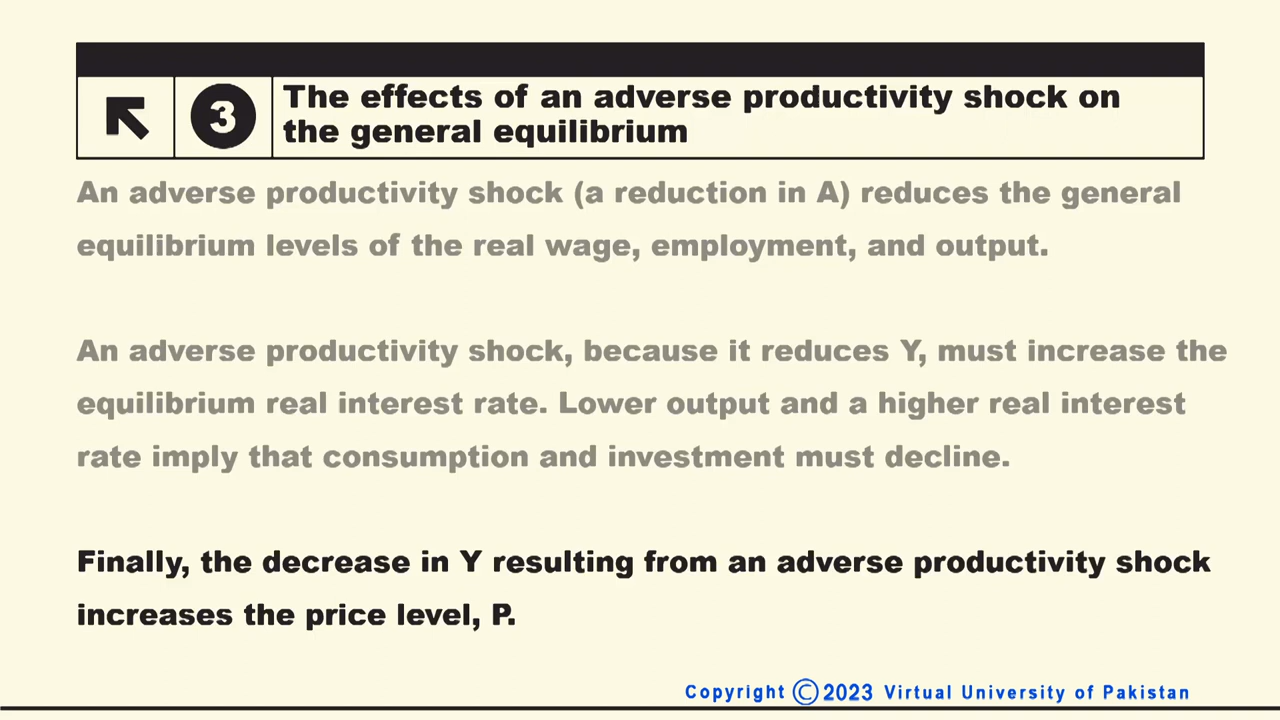 3
The effects of an adverse productivity shock on
the general equilibrium
An adverse productivity shock (a reduction in A) reduces the general
equilibrium levels of the real wage, employment, and output.
An adverse productivity shock, because it reduces Y, must increase the
equilibrium real interest rate. Lower output and a higher real interest
rate imply that consumption and investment must decline.
Finally, the decrease in Y resulting from an adverse productivity shock
increases the price level, P.
Copyright ©2023 Virtual University of Pakistan